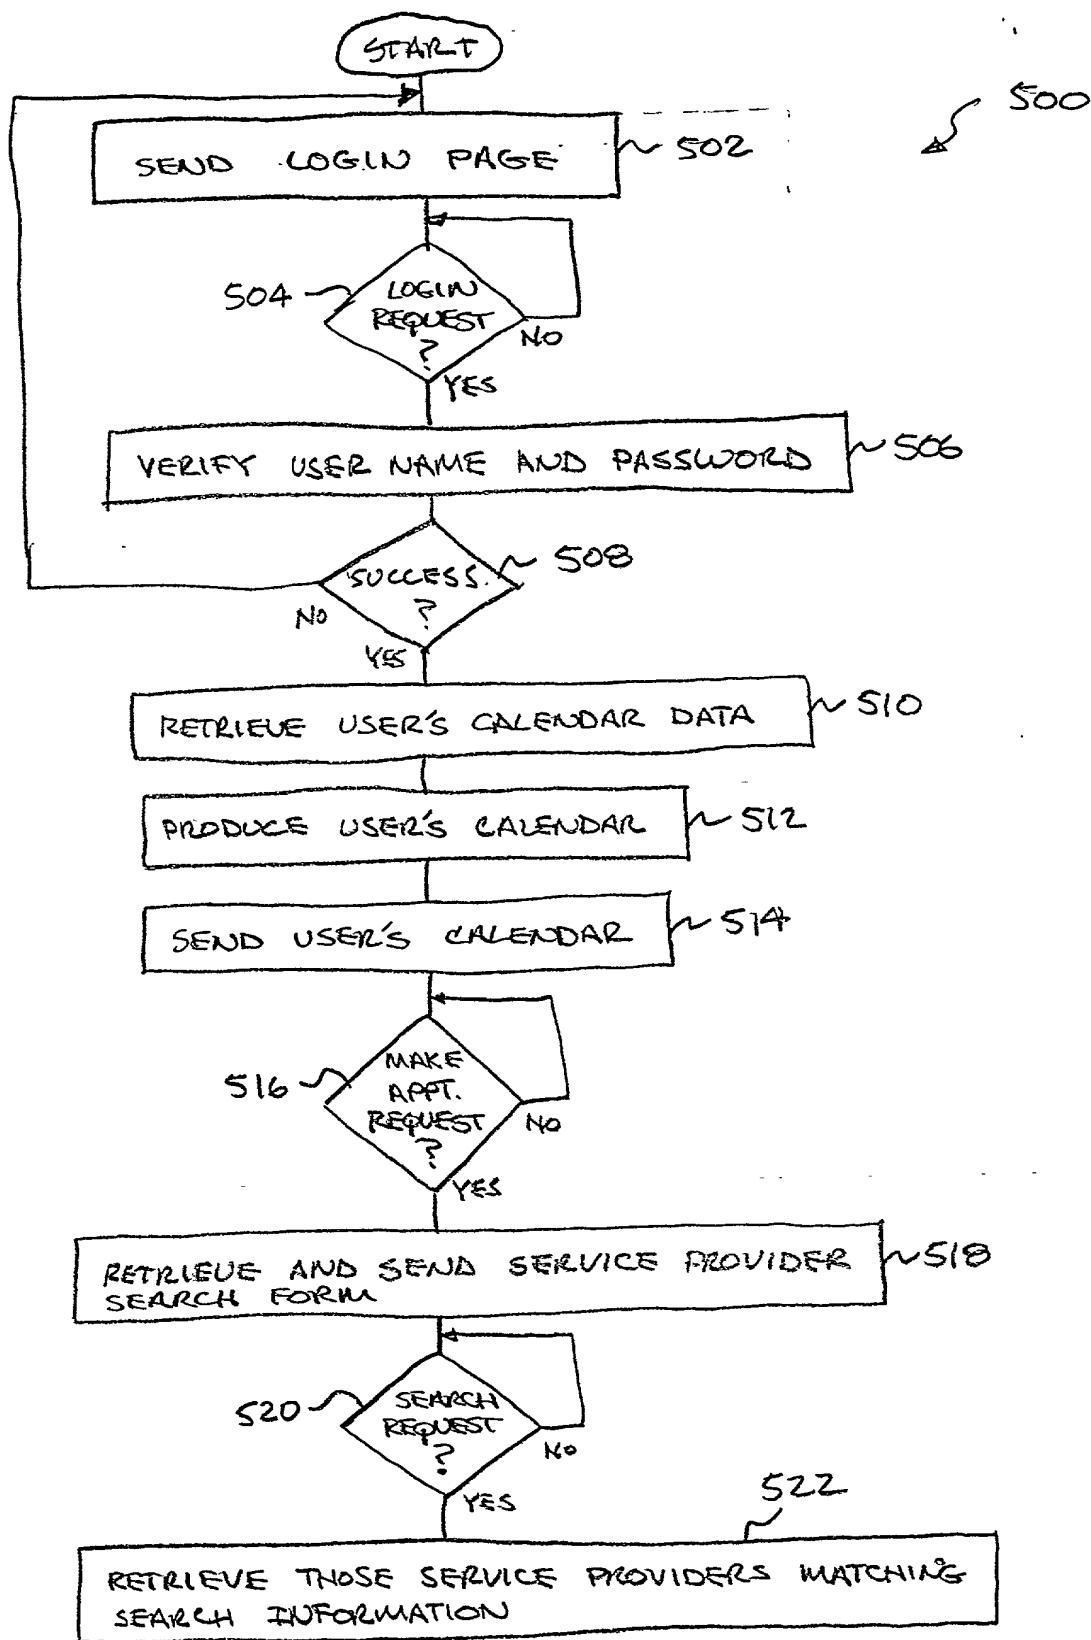 START
500
SEND LOGIN PAGE
502
504
LOGIN
REQUEST
?
NO
YES
VERIFY USER NAME AND PASSWORD
506
SUCCESS
?
508
NO
YES
RETRIEVE USER'S CALENDAR DATA
510
PRODUCE USER'S CALENDAR
512
SEND USER'S CALENDAR
514
516
MAKE
APPT.
REQUEST
?
NO
YES
RETRIEVE AND SEND SERVICE PROVIDER
SEARCH FORM
518
520
SEARCH
REQUEST
?
NO
YES
522
RETRIEVE THOSE SERVICE PROVIDERS MATCHING
SEARCH INFORMATION